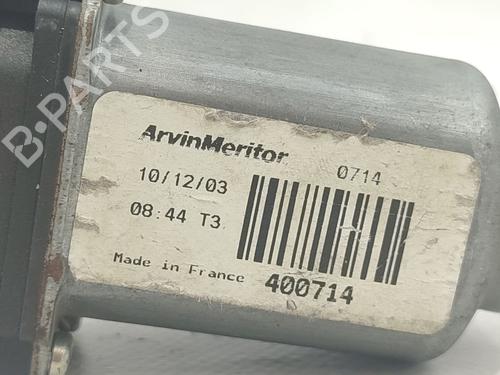 B-PARTS
ArvinMeritor
0714
10/12/03
08:44 T3
Made in France
400714